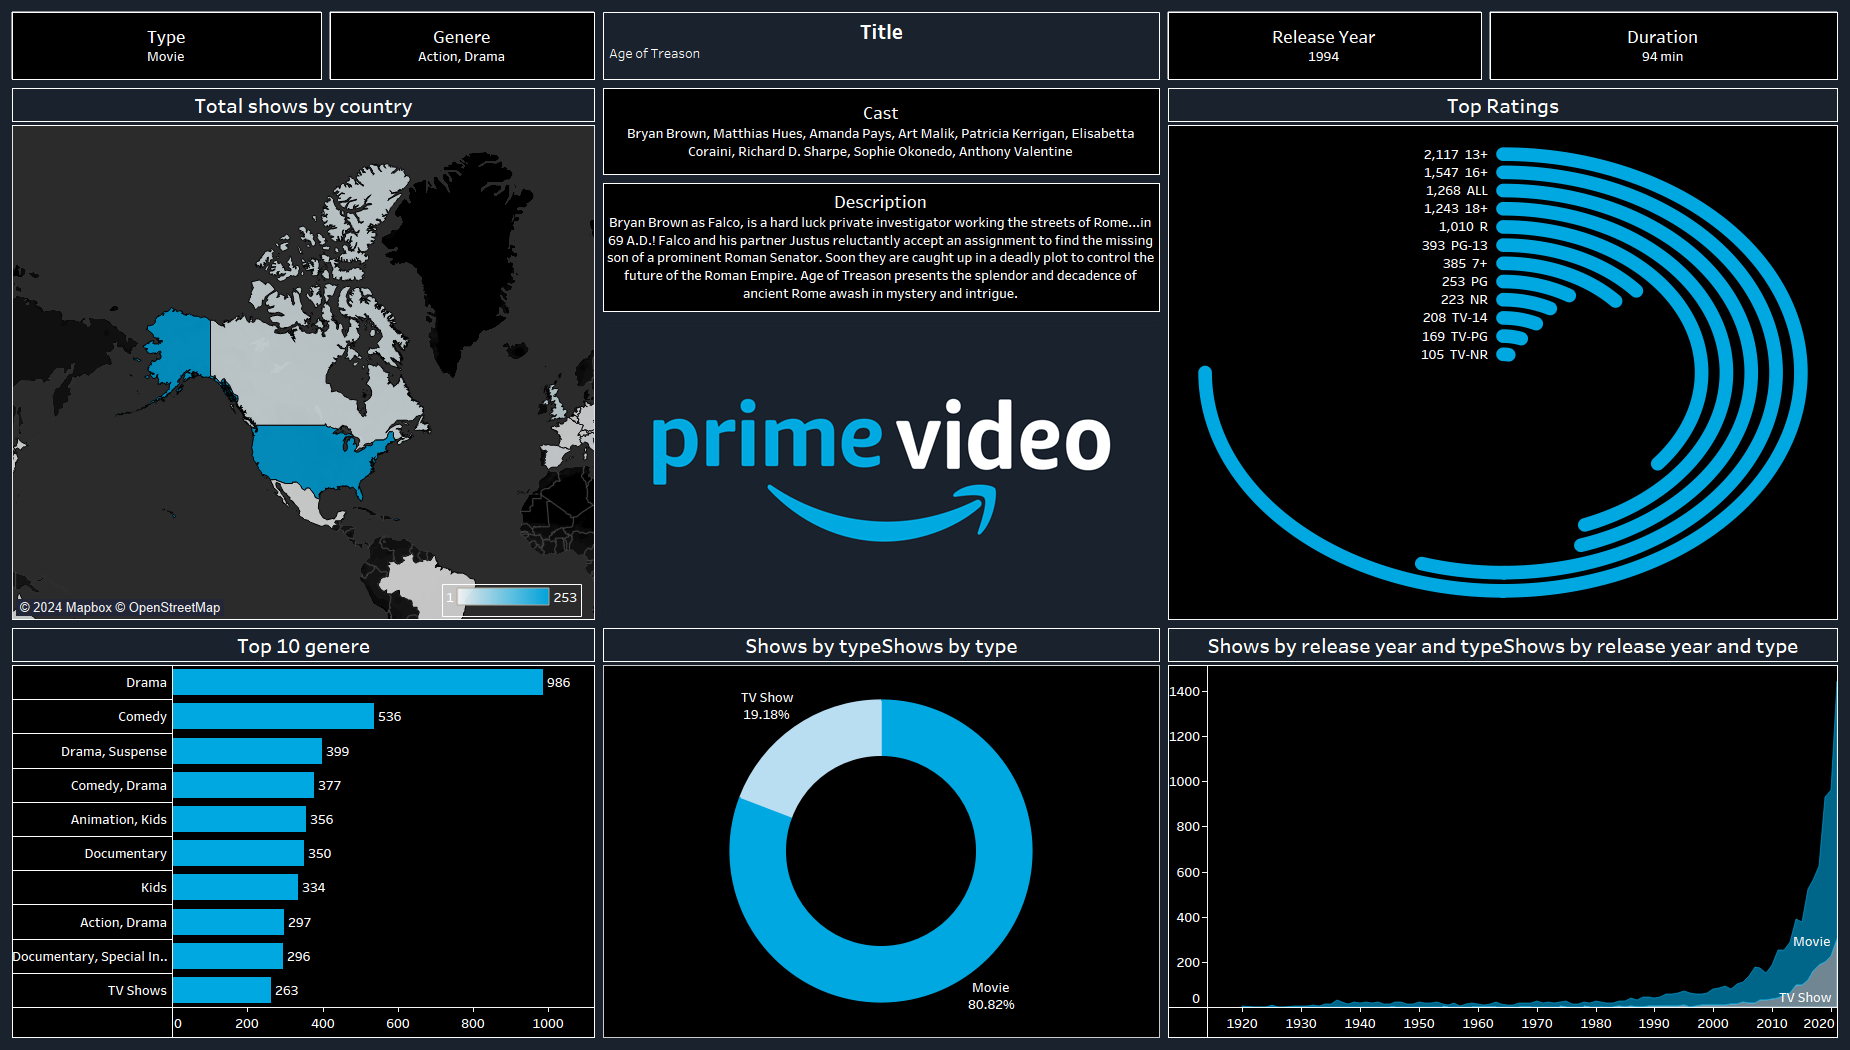 Type
Movie
Genere
Action, Drama
Title
Age of Treason
Release Year
1994
Duration
94 min
Total shows by country
© 2024 Mapbox © OpenStreetMap
1
253
Cast
Bryan Brown, Matthias Hues, Amanda Pays, Art Malik, Patricia Kerrigan, Elisabetta
Coraini, Richard D. Sharpe, Sophie Okonedo, Anthony Valentine
Description
Bryan Brown as Falco, is a hard luck private investigator working the streets of Rome...in
69 A.D.! Falco and his partner Justus reluctantly accept an assignment to find the missing
son of a prominent Roman Senator. Soon they are caught up in a deadly plot to control the
future of the Roman Empire. Age of Treason presents the splendor and decadence of
ancient Rome awash in mystery and intrigue.
prime video
Top Ratings
2,117 13+
1,547 16+
1,268 ALL
1,243 18+
1,010 R
393 PG-13
385 7+
253 PG
223 NR
208 TV-14
169 TV-PG
105 TV-NR
Top 10 genere
Drama 986
Comedy 536
Drama, Suspense 399
Comedy, Drama 377
Animation, Kids 356
Documentary 350
Kids 334
Action, Drama 297
Documentary, Special In.. 296
TV Shows 263
0 200 400 600 800 1000
Shows by typeShows by type
TV Show
19.18%
Movie
80.82%
Shows by release year and typeShows by release year and type
1400
1200
1000
800
600
400
200
0
Movie
TV Show
1920 1930 1940 1950 1960 1970 1980 1990 2000 2010 2020